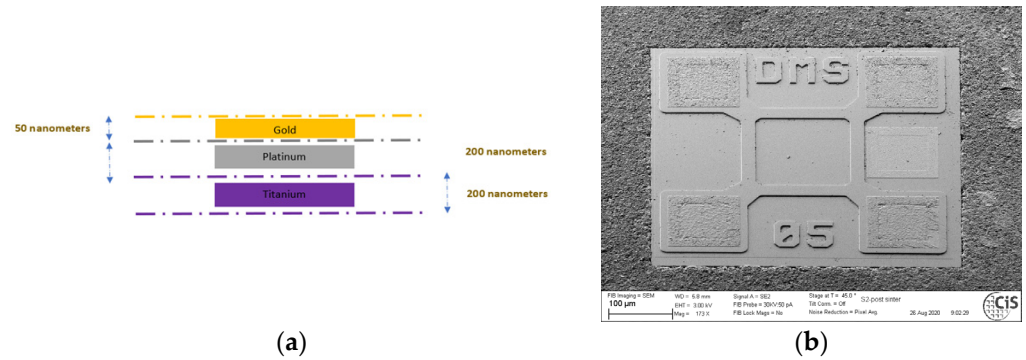 50 nanometers
Gold
Platinum
Titanium
200 nanometers
200 nanometers
(a)
DMS
05
FIB Imaging = SEM
100 µm
WD = 6.8 mm
EHT = 3.00 kV
Mag = 173 X
Signal A = SE2
FIB Probe = 30KV:50 pA
FIB Lock Mags = No
Stage at T = 45.0 °
Tilt Corrn. = Off
Noise Reduction = Pixel Avg.
S2-post sinter
26 Aug 2020
9:02:29
CiS
(b)